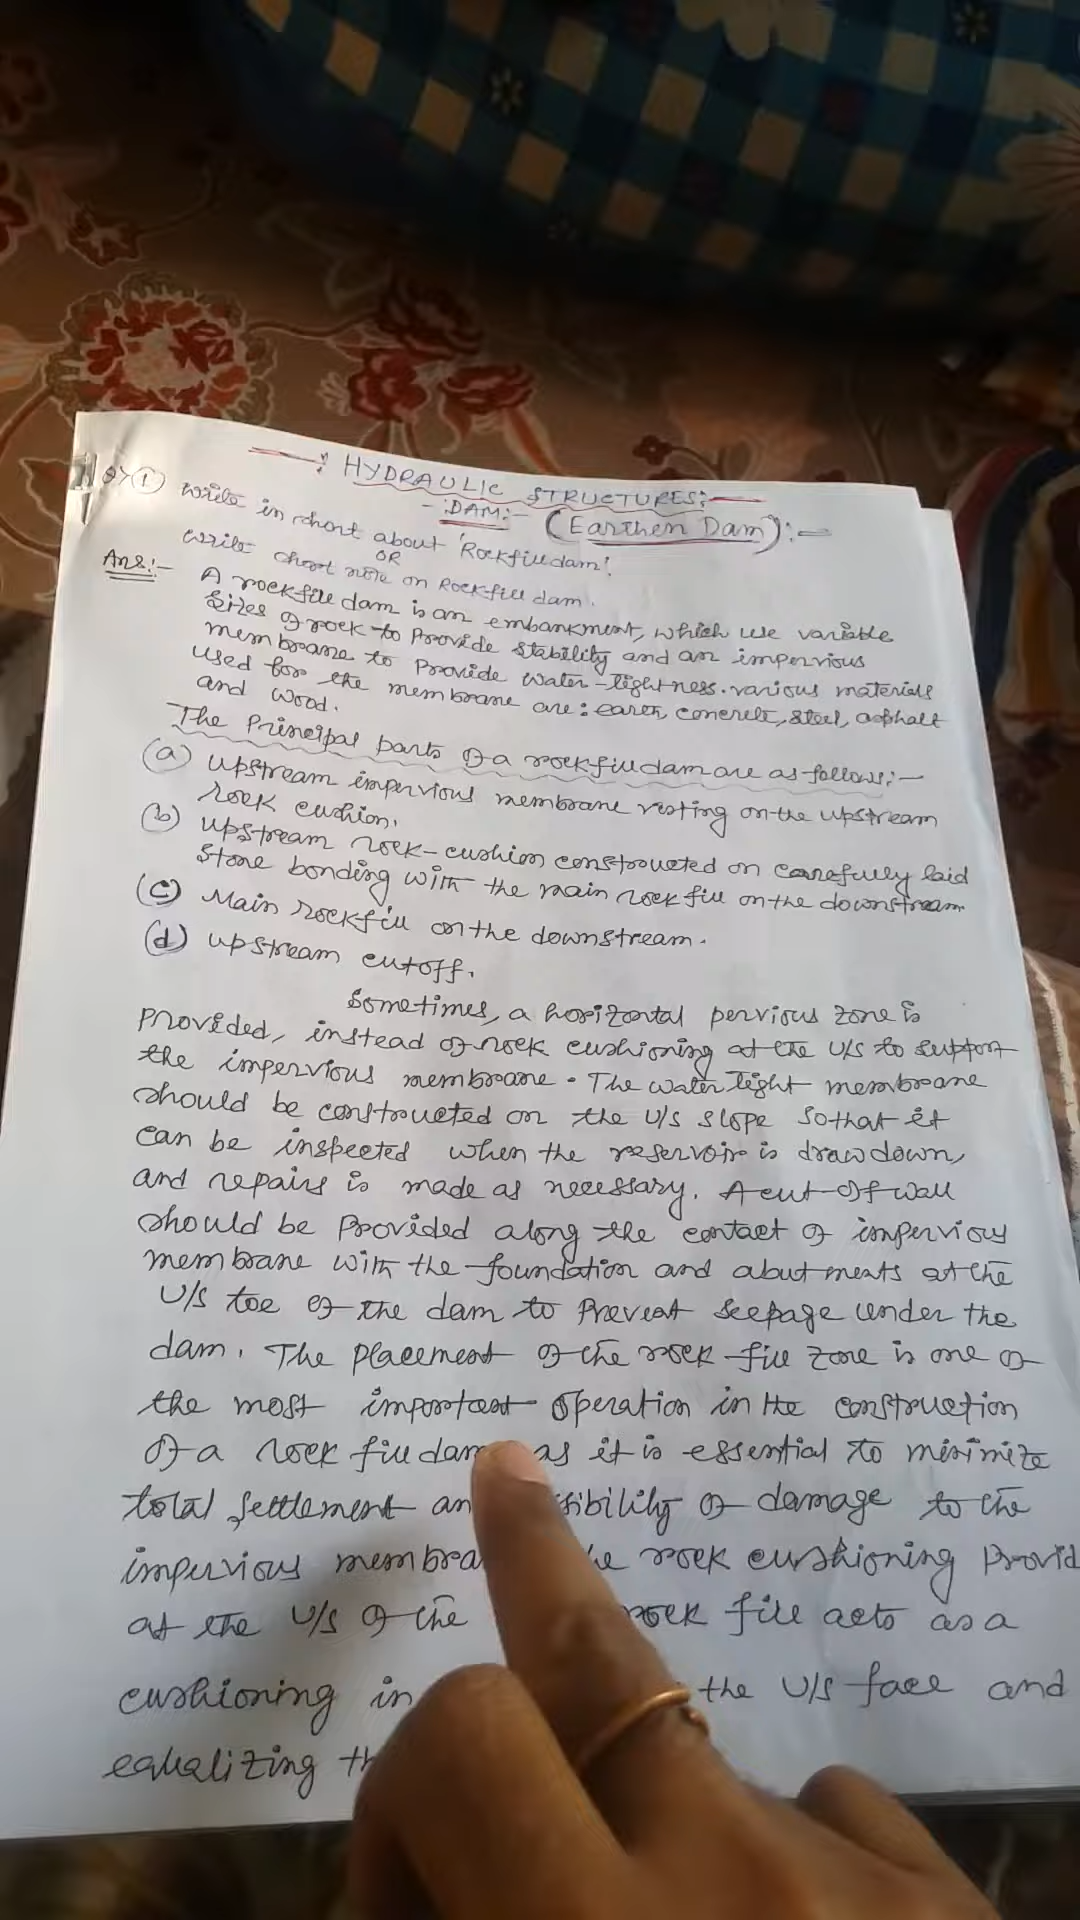 : HYDRAULIC STRUCTURES:-
- DAM:- (Earthen Dam):-
Q>① Write in short about 'Rockfill dam'.
OR
Write short note on Rockfill dam.
Ans:- A rockfill dam is an embankment, which use variable
sizes of rock to Provide stability and an impervious
membrane to Provide water-tightness. various materials
used for the membrane are: earth, concrete, steel, asphalt
and wood.
The Principal parts of a rockfill dam are as follows:-
(a) Upstream impervious membrane resting on the upstream
rock cushion.
(b) Upstream rock-cushion constructed on carefully laid
stone bonding with the main rock fill on the downstream
(c) Main rockfill on the downstream.
(d) Upstream cutoff.
Sometimes, a horizontal pervious zone is
Provided, instead of rock cushioning at the U/s to support
the impervious membrane. The water tight membrane
should be constructed on the U/s slope so that it
can be inspected when the reservoir is drawdown,
and repairs is made as necessary. A cut-off wall
should be Provided along the contact of impervious
membrane with the foundation and abutments at the
U/s toe of the dam to Prevent seepage under the
dam. The placement of the rock-fill zone is one of
the most important operation in the construction
of a rock fill dam as it is essential to minimize
total settlement an sibility of damage to the
impervious membra he rock cushioning Provid
at the U/s of the rock fill acts as a
cushioning in the U/s face and
equalizing th